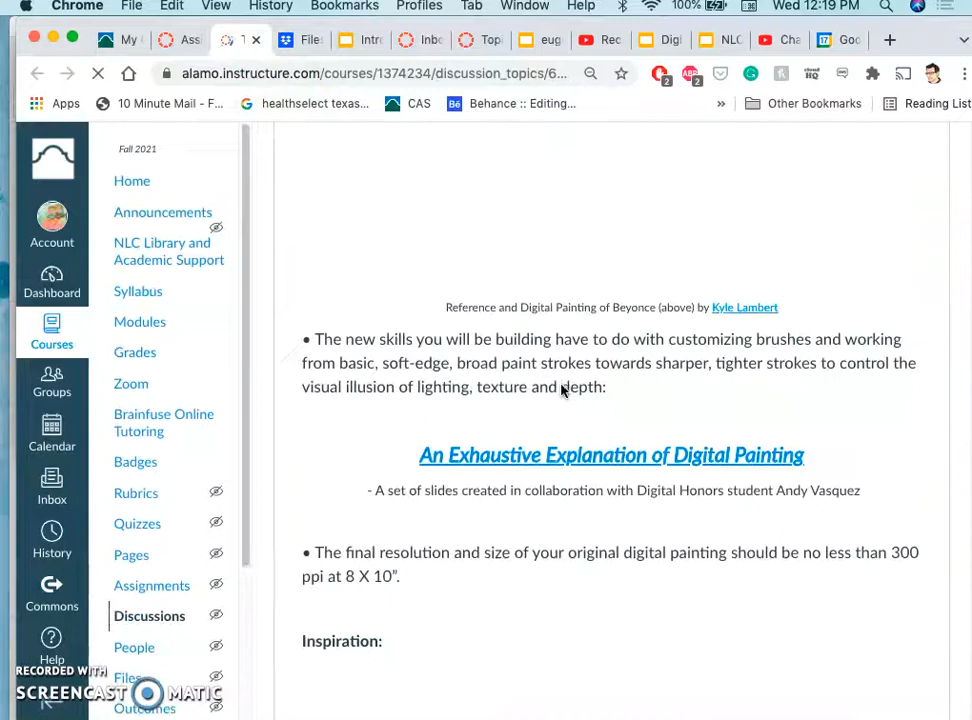 Chrome File Edit View History Bookmarks Profiles Tab Window Help 100% Wed 12:19 PM
My Assi T File: Intro Inbo Topi eug Rec Digi NLC Cha Goo
alamo.instructure.com/courses/1374234/discussion_topics/6...
Apps 10 Minute Mail - F... healthselect texas... CAS Behance :: Editing... » Other Bookmarks Reading List
Fall 2021
Home
Announcements
NLC Library and
Academic Support
Syllabus
Modules
Grades
Zoom
Brainfuse Online
Tutoring
Badges
Rubrics
Quizzes
Pages
Assignments
Discussions
People
Files
Outcomes
Account
Dashboard
Courses
Groups
Calendar
Inbox
History
Commons
Help
Reference and Digital Painting of Beyonce (above) by Kyle Lambert
• The new skills you will be building have to do with customizing brushes and working
from basic, soft-edge, broad paint strokes towards sharper, tighter strokes to control the
visual illusion of lighting, texture and depth:
An Exhaustive Explanation of Digital Painting
- A set of slides created in collaboration with Digital Honors student Andy Vasquez
• The final resolution and size of your original digital painting should be no less than 300
ppi at 8 X 10”.
Inspiration:
RECORDED WITH
SCREENCAST MATIC